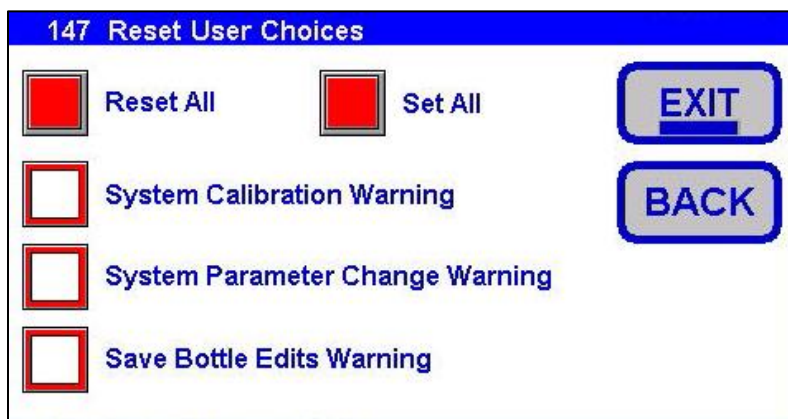 147 Reset User Choices
Reset All
Set All
EXIT
System Calibration Warning
BACK
System Parameter Change Warning
Save Bottle Edits Warning